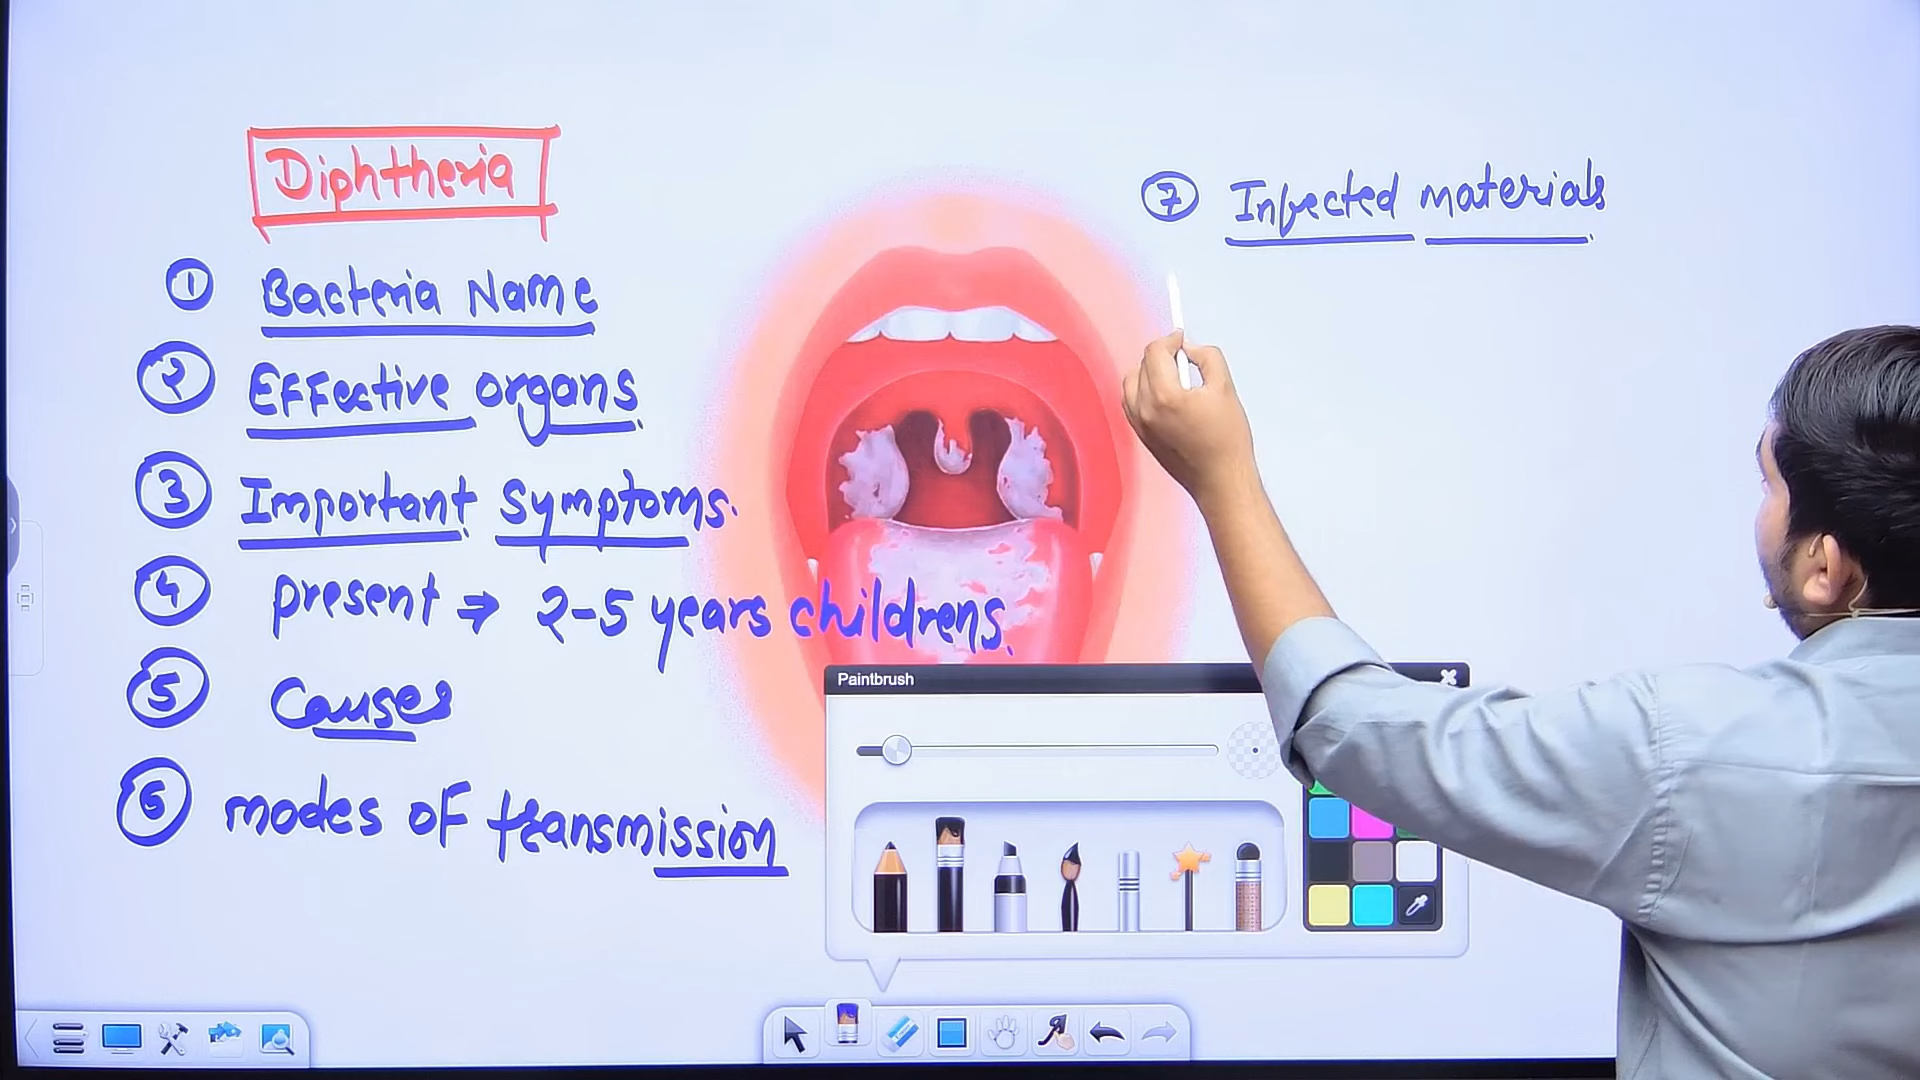 Diphtheria
1 Bacteria Name
2 Effective organs.
3 Important Symptoms.
4 present → 2-5 years childrens.
5 Causes
6 modes of transmission
7 Infected materials
Paintbrush